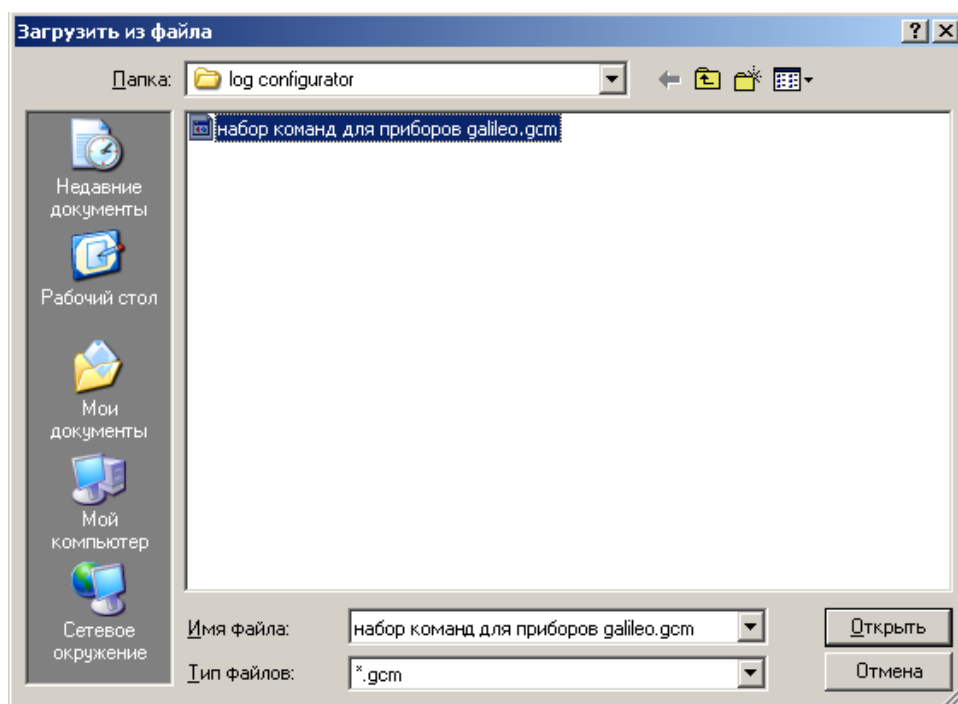 Загрузить из файла
Папка: log configurator
набор команд для приборов galileo.gcm
Недавние
документы
Рабочий стол
Мои
документы
Мой
компьютер
Сетевое
окружение
Имя файла: набор команд для приборов galileo.gcm Открыть
Тип файлов: *.gcm Отмена